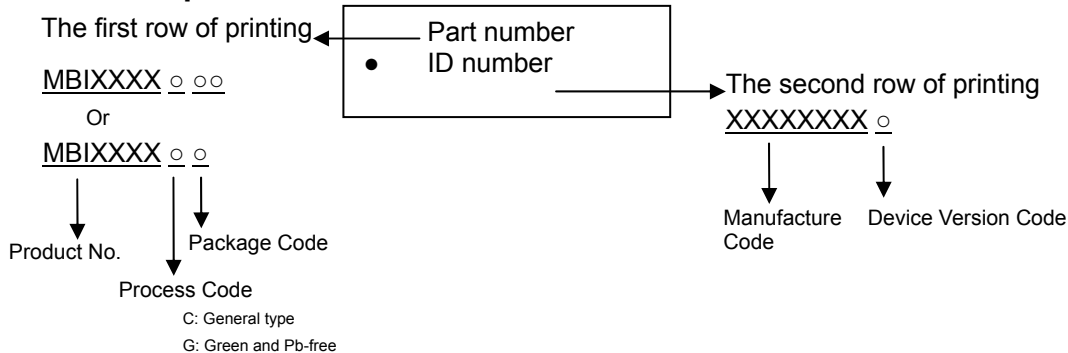 The first row of printing
Part number
● ID number
MBIXXXX ○ ○○
Or
MBIXXXX ○ ○
Product No.
Package Code
Process Code
C: General type
G: Green and Pb-free
The second row of printing
XXXXXXXX ○
Manufacture
Code
Device Version Code